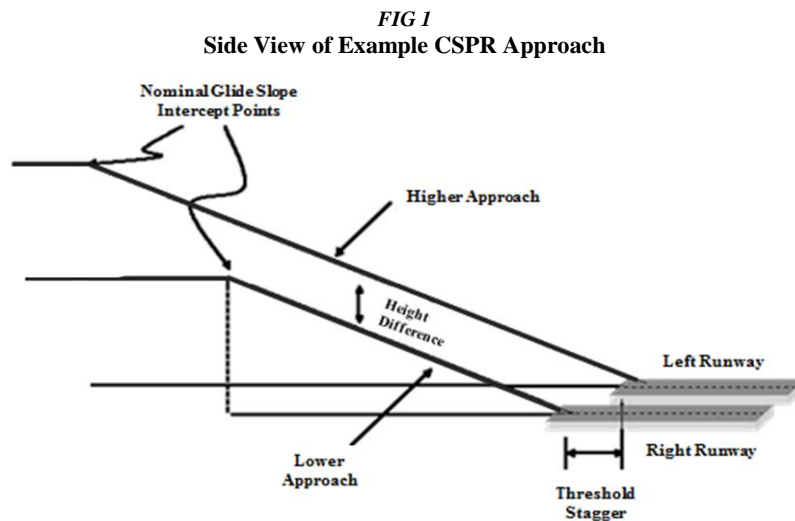 FIG 1
Side View of Example CSPR Approach
Nominal Glide Slope
Intercept Points
Higher Approach
Height
Difference
Left Runway
Lower
Approach
Right Runway
Threshold
Stagger